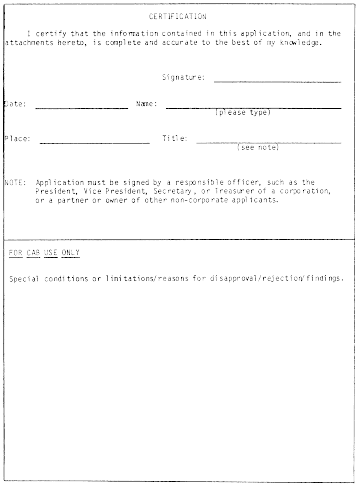 CERTIFICATION
I certify that the information contained in this application, and in the
attachments hereto, is complete and accurate to the best of my knowledge.
Signature:
Date: Name:
(please type)
Place: Title:
(see note)
NOTE: Application must be signed by a responsible officer, such as the
President, Vice President, Secretary, or Treasurer of a corporation,
or a partner or owner of other non-corporate applicants.
FOR CAB USE ONLY
Special conditions or limitations/reasons for disapproval/rejection/findings.